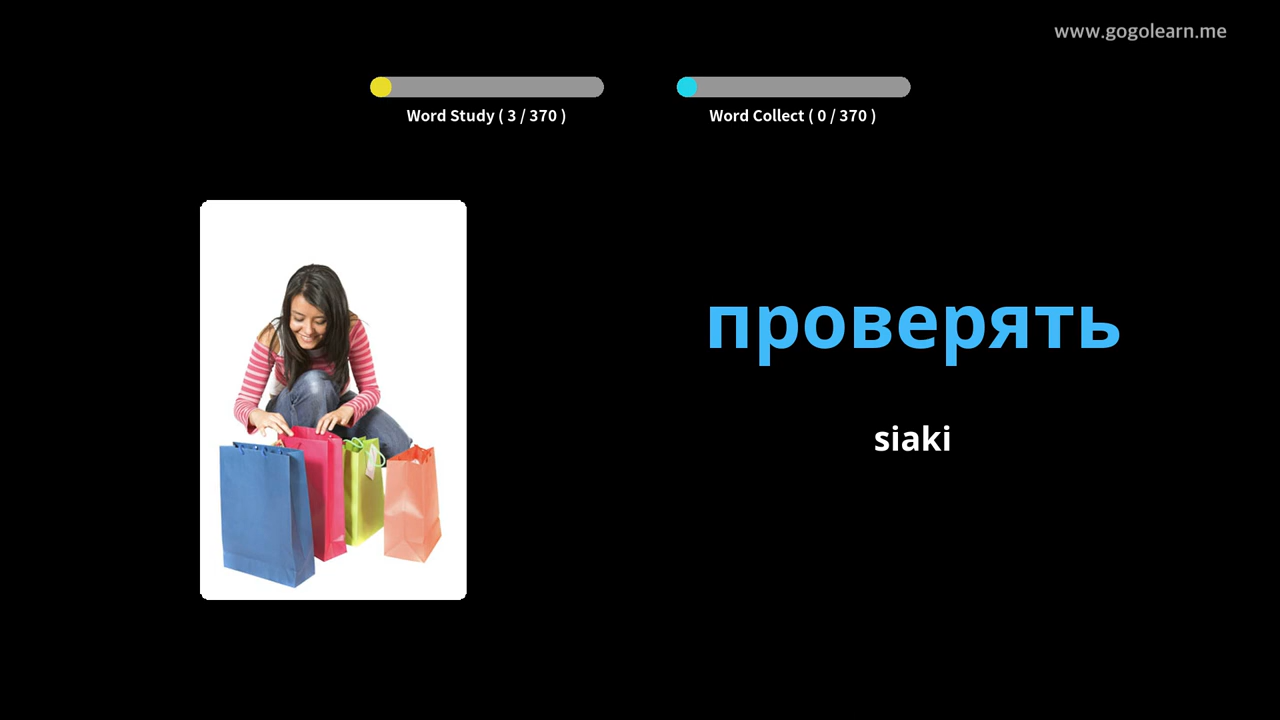 www.gogolearn.me
Word Study ( 3 / 370 )
Word Collect ( 0 / 370 )
проверять
siaki